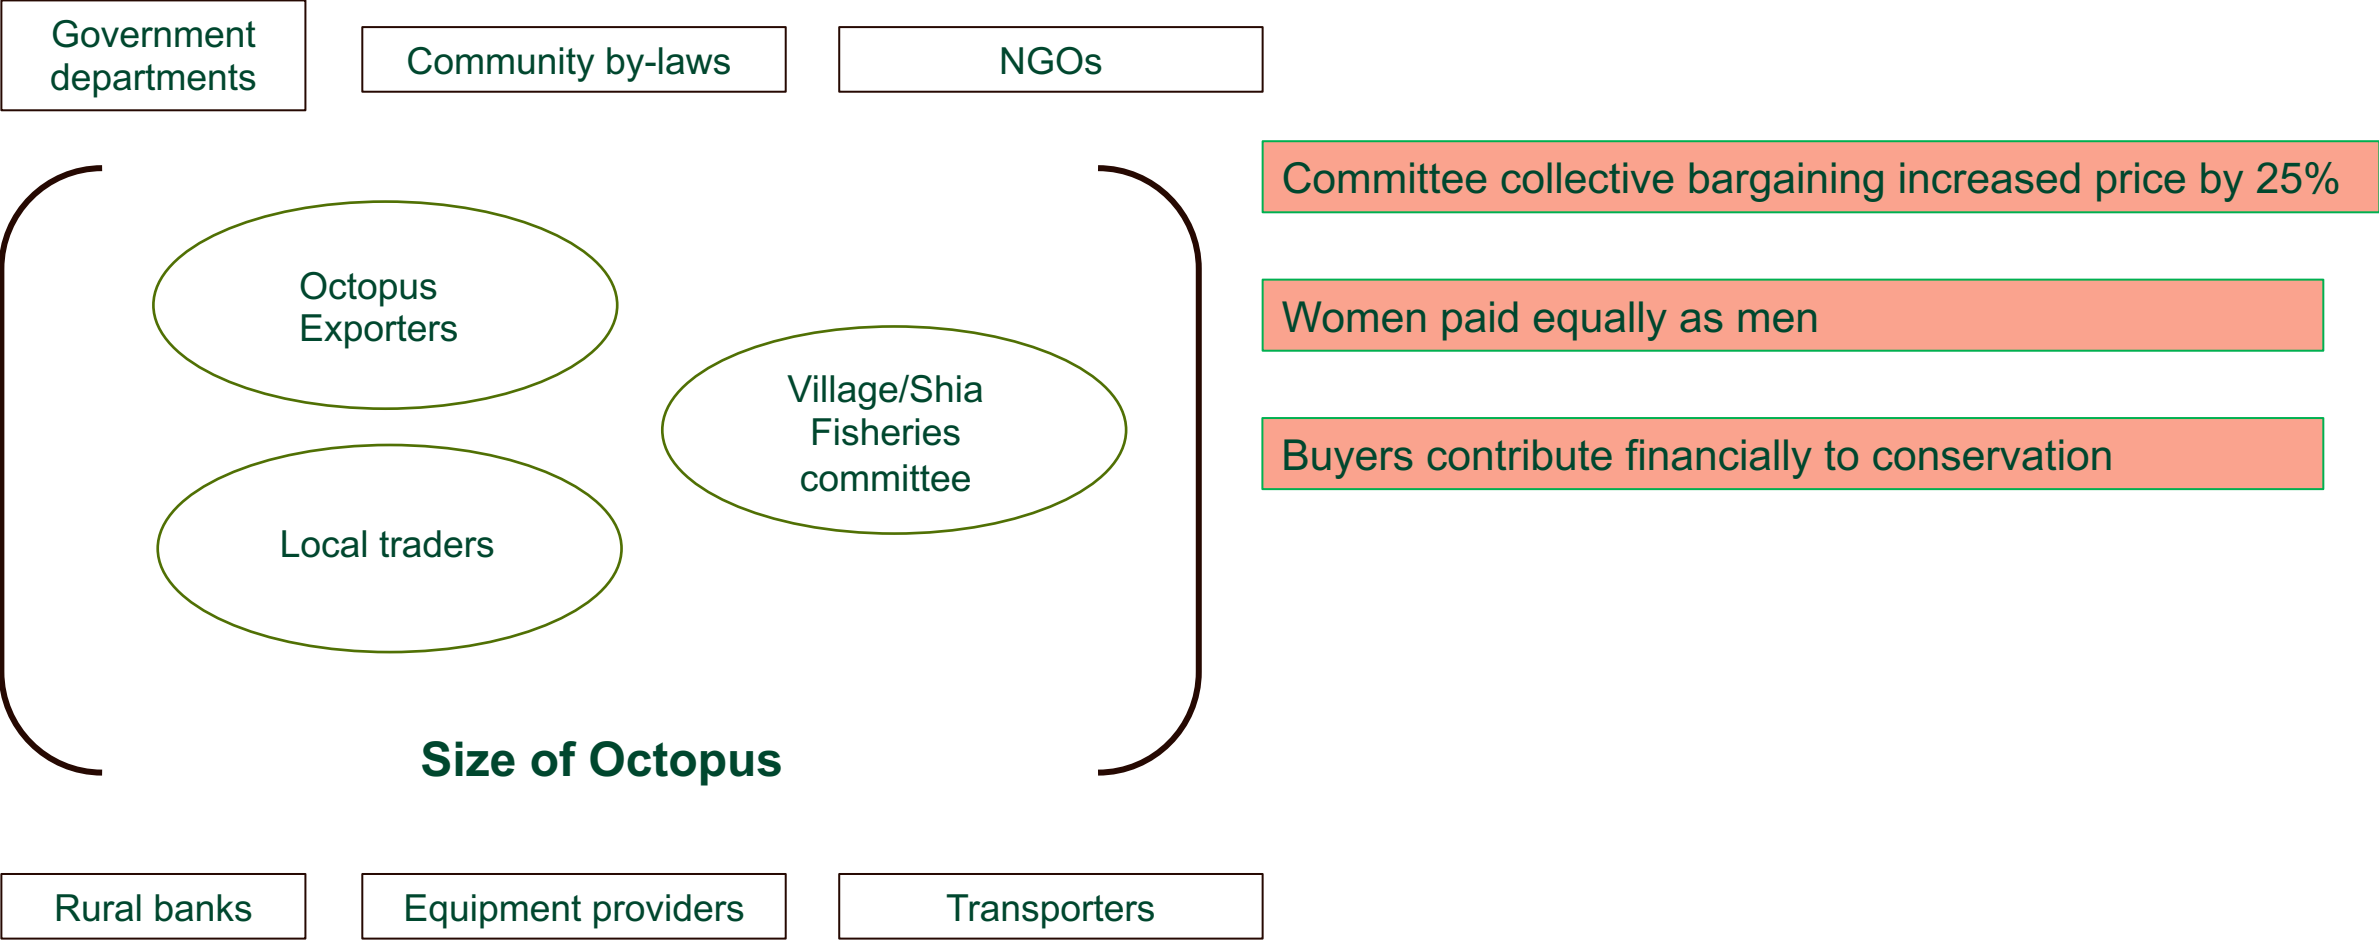 Government
departments
Community by-laws
NGOs
Committee collective bargaining increased price by 25%
Octopus
Exporters
Women paid equally as men
Village/Shia
Fisheries
committee
Buyers contribute financially to conservation
Local traders
Size of Octopus
Rural banks
Equipment providers
Transporters